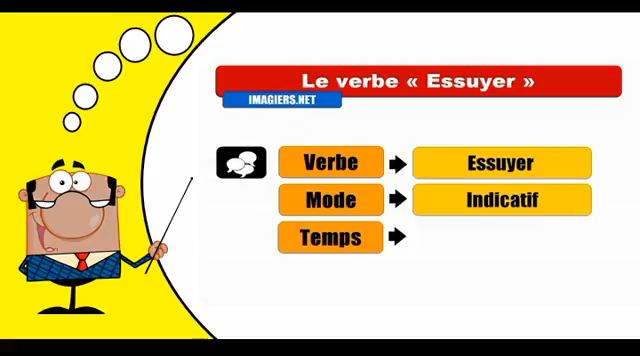 Le verbe « Essuyer »
IMAGIERS.NET
Verbe Essuyer
Mode Indicatif
Temps